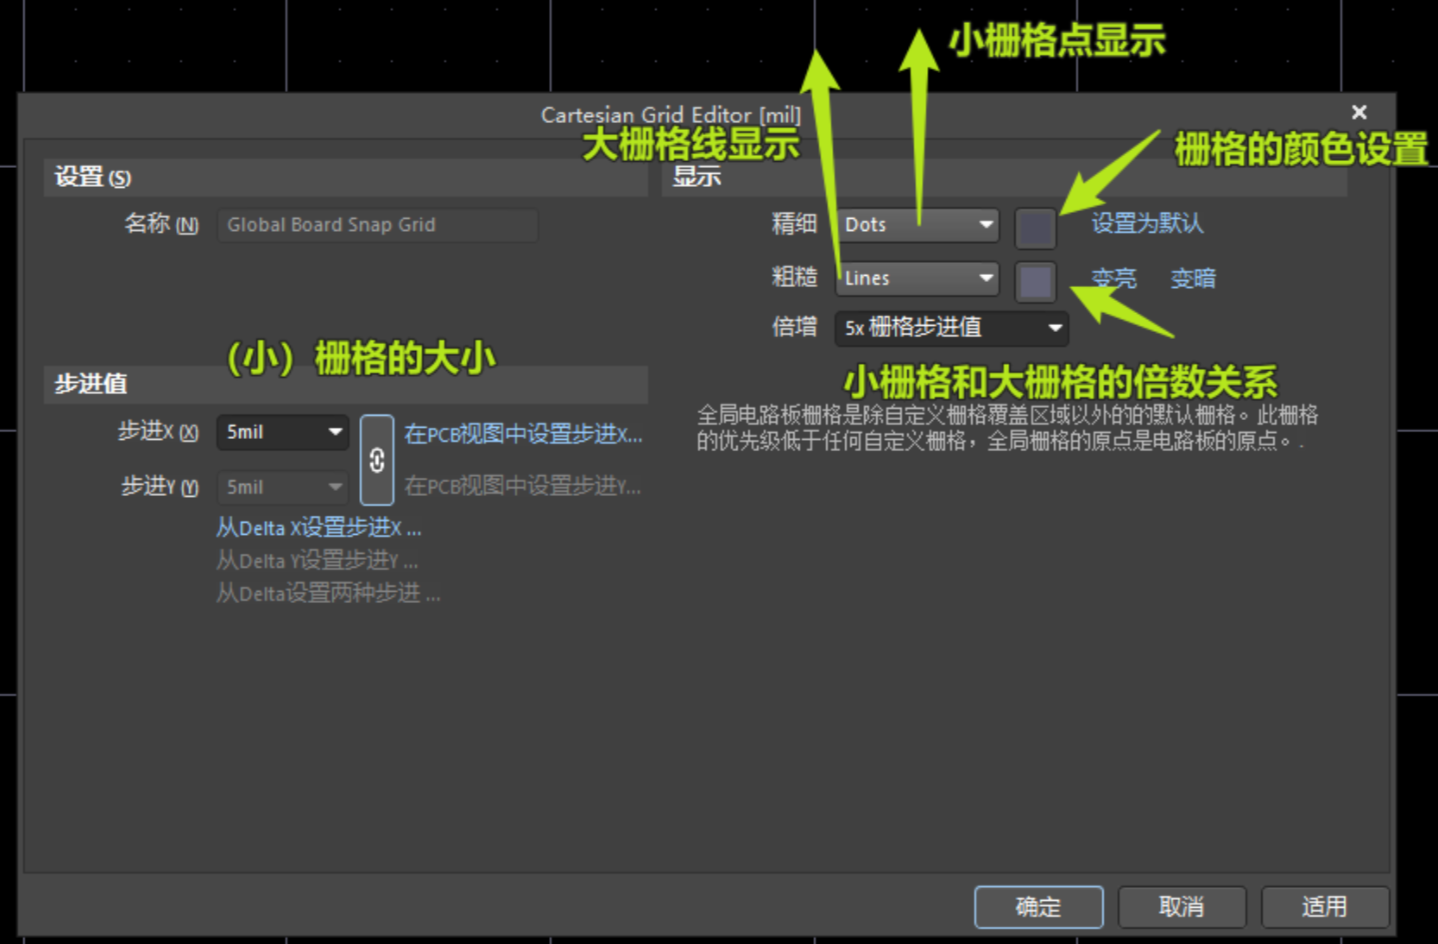 小栅格点显示
Cartesian Grid Editor [mil]
大栅格线显示
栅格的颜色设置
设置 (S)
显示
名称 (N) Global Board Snap Grid
精细 Dots 设置为默认
粗糙 Lines 变亮 变暗
倍增 5x 栅格步进值
（小）栅格的大小
小栅格和大栅格的倍数关系
步进值
全局电路板栅格是除自定义栅格覆盖区域以外的的默认栅格。此栅格
的优先级低于任何自定义栅格，全局栅格的原点是电路板的原点。.
步进X (X) 5mil 在PCB视图中设置步进X...
步进Y (Y) 5mil 在PCB视图中设置步进Y...
从Delta X设置步进X ...
从Delta Y设置步进Y ...
从Delta设置两种步进 ...
确定 取消 适用